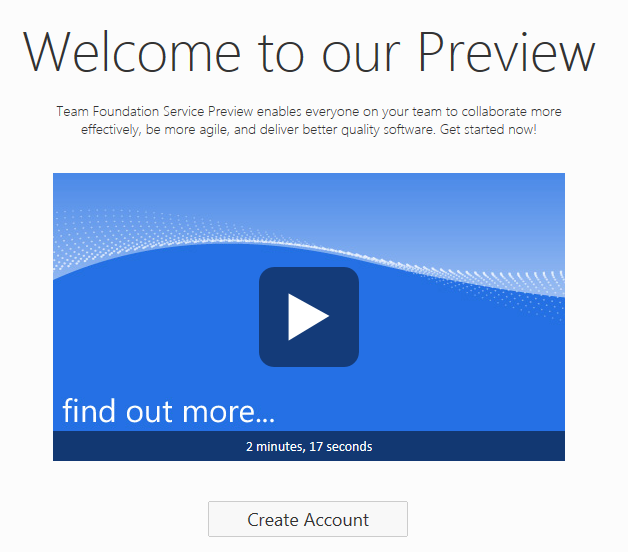 Welcome to our Preview
Team Foundation Service Preview enables everyone on your team to collaborate more
effectively, be more agile, and deliver better quality software. Get started now!
find out more...
2 minutes, 17 seconds
Create Account